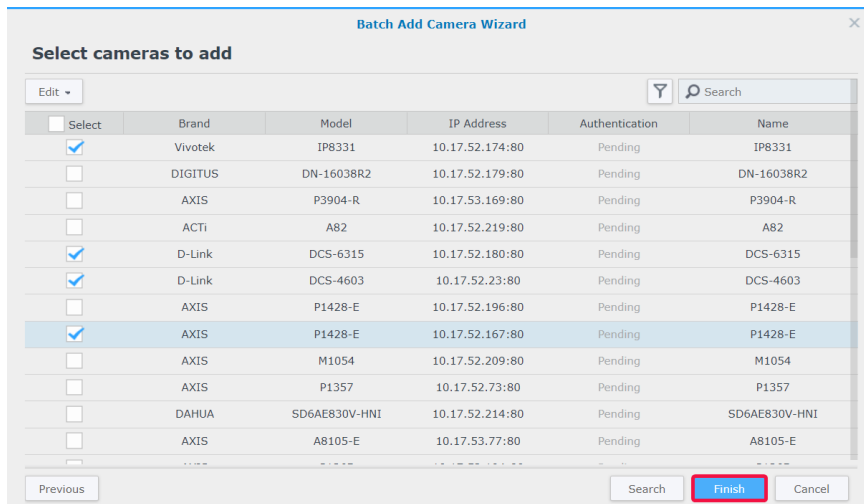 Batch Add Camera Wizard
Select cameras to add
Edit Search
Select Brand Model IP Address Authentication Name
Vivotek IP8331 10.17.52.174:80 Pending IP8331
DIGITUS DN-16038R2 10.17.52.179:80 Pending DN-16038R2
AXIS P3904-R 10.17.53.169:80 Pending P3904-R
ACTi A82 10.17.52.219:80 Pending A82
D-Link DCS-6315 10.17.52.180:80 Pending DCS-6315
D-Link DCS-4603 10.17.52.23:80 Pending DCS-4603
AXIS P1428-E 10.17.52.196:80 Pending P1428-E
AXIS P1428-E 10.17.52.167:80 Pending P1428-E
AXIS M1054 10.17.52.209:80 Pending M1054
AXIS P1357 10.17.52.73:80 Pending P1357
DAHUA SD6AE830V-HNI 10.17.52.214:80 Pending SD6AE830V-HNI
AXIS A8105-E 10.17.53.77:80 Pending A8105-E
Previous Search Finish Cancel